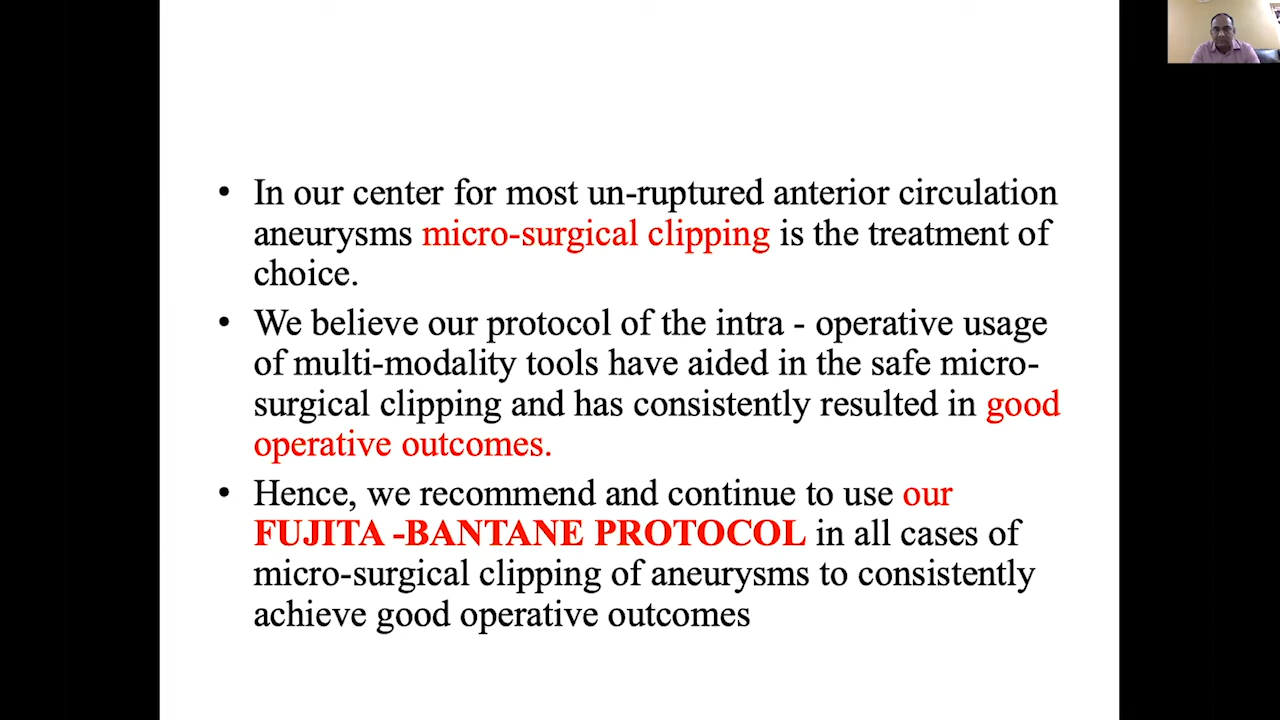 • In our center for most un-ruptured anterior circulation
aneurysms micro-surgical clipping is the treatment of
choice.
• We believe our protocol of the intra - operative usage
of multi-modality tools have aided in the safe micro-
surgical clipping and has consistently resulted in good
operative outcomes.
• Hence, we recommend and continue to use our
FUJITA -BANTANE PROTOCOL in all cases of
micro-surgical clipping of aneurysms to consistently
achieve good operative outcomes